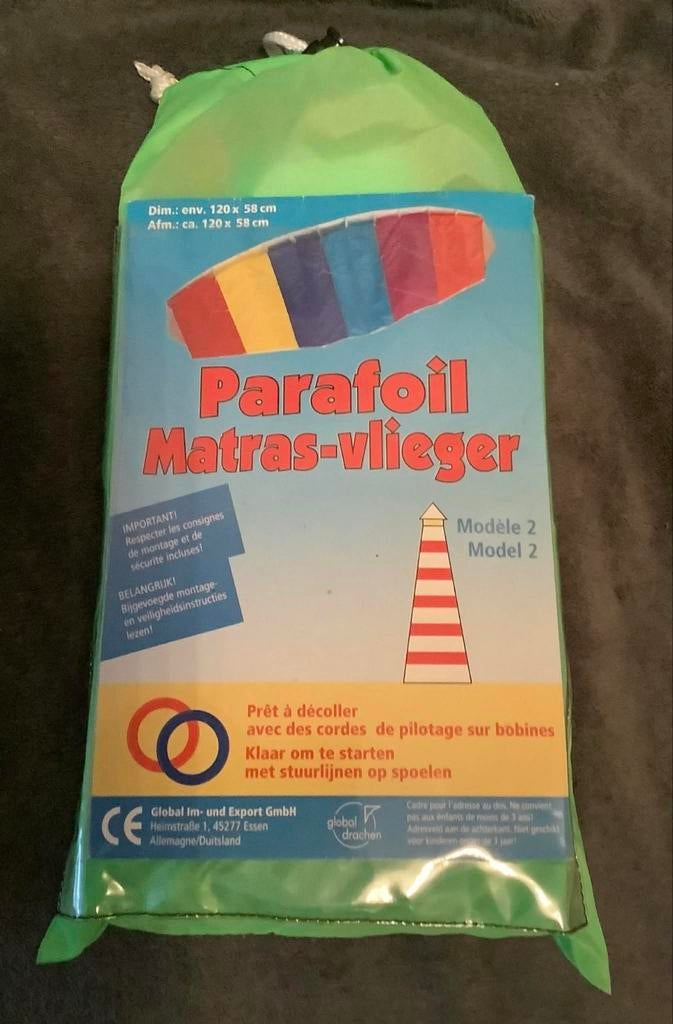 Dim.: env. 120 x 58 cm
Afm.: ca. 120 x 58 cm
Parafoil
Matras-vlieger
IMPORTANT!
Respecter les consignes
de montage et de
sécurité incluses!
BELANGRIJK!
Bijgevoegde montage-
en veiligheidsinstructies
lezen!
Modèle 2
Model 2
Prêt à décoller
avec des cordes de pilotage sur bobines
Klaar om te starten
met stuurlijnen op spoelen
CE
Global Im- und Export GmbH
Heimstraße 1, 45277 Essen
Allemagne/Duitsland
global
drachen
Cadre pour l'adresse au dos. Ne convient
pas aux enfants de moins de 3 ans!
Adresveld aan de achterkant. Niet geschikt
voor kinderen onder de 3 jaar!